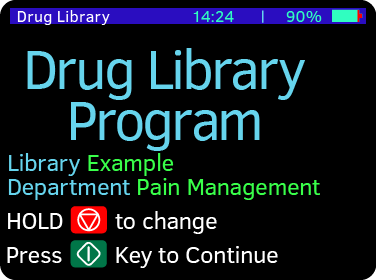 Drug Library 14:24 | 90%
Drug Library
Program
Library Example
Department Pain Management
HOLD to change
Press Key to Continue